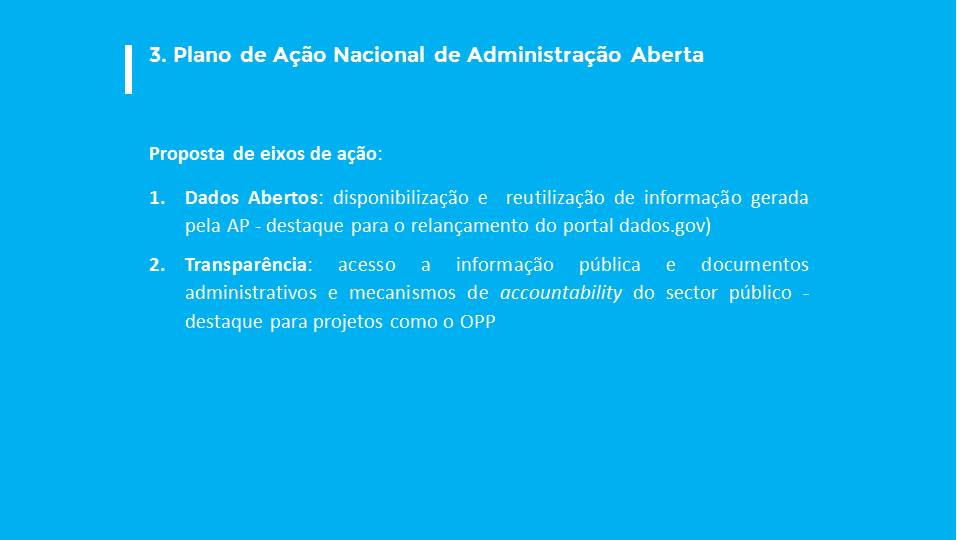 3. Plano de Ação Nacional de Administração Aberta
Proposta de eixos de ação:
1. Dados Abertos: disponibilização e reutilização de informação gerada
pela AP - destaque para o relançamento do portal dados.gov)
2. Transparência: acesso a informação pública e documentos
administrativos e mecanismos de accountability do sector público -
destaque para projetos como o OPP